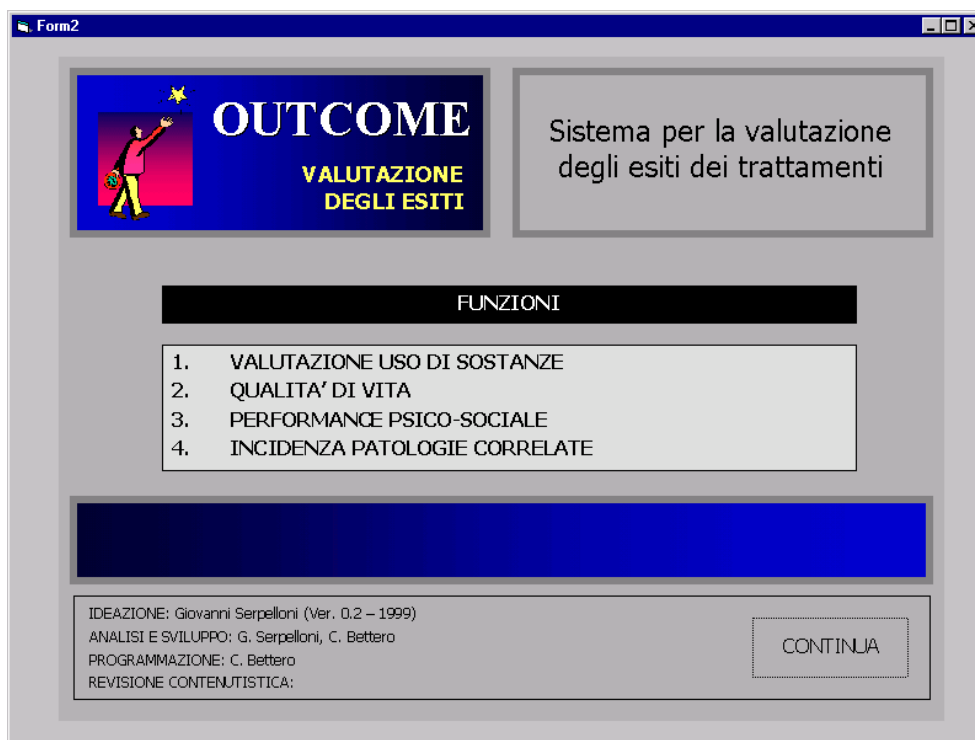 Form2
OUTCOME
VALUTAZIONE
DEGLI ESITI
Sistema per la valutazione
degli esiti dei trattamenti
FUNZIONI
1. VALUTAZIONE USO DI SOSTANZE
2. QUALITA’ DI VITA
3. PERFORMANCE PSICO-SOCIALE
4. INCIDENZA PATOLOGIE CORRELATE
IDEAZIONE: Giovanni Serpelloni (Ver. 0.2 – 1999)
ANALISI E SVILUPPO: G. Serpelloni, C. Bettero
PROGRAMMAZIONE: C. Bettero
REVISIONE CONTENUTISTICA:
CONTINUA